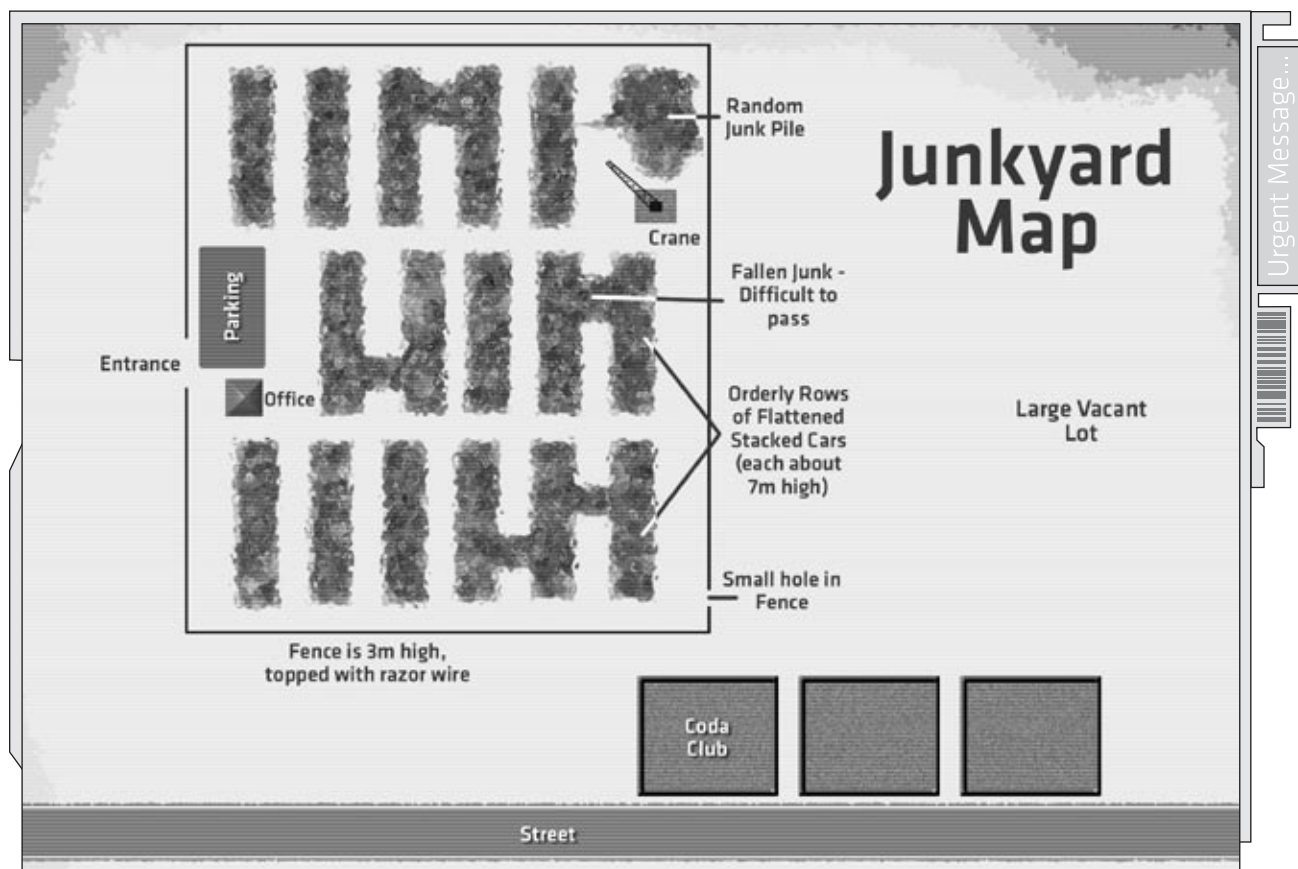 Junkyard
Map
Urgent Message...
Random
Junk Pile
Crane
Fallen Junk -
Difficult to
pass
Parking
Entrance
Office
Orderly Rows
of Flattened
Stacked Cars
(each about
7m high)
Large Vacant
Lot
Small hole in
Fence
Fence is 3m high,
topped with razor wire
Coda
Club
Street